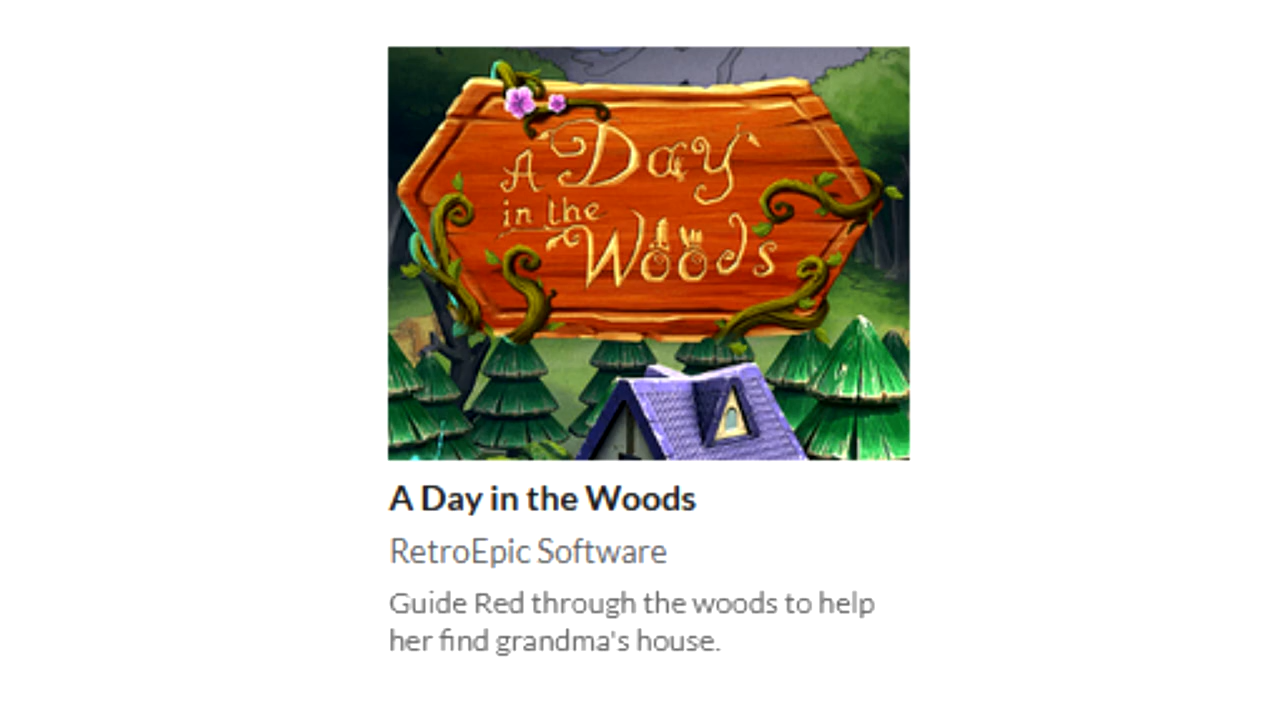 A Day
in the
Woods
A Day in the Woods
RetroEpic Software
Guide Red through the woods to help
her find grandma's house.